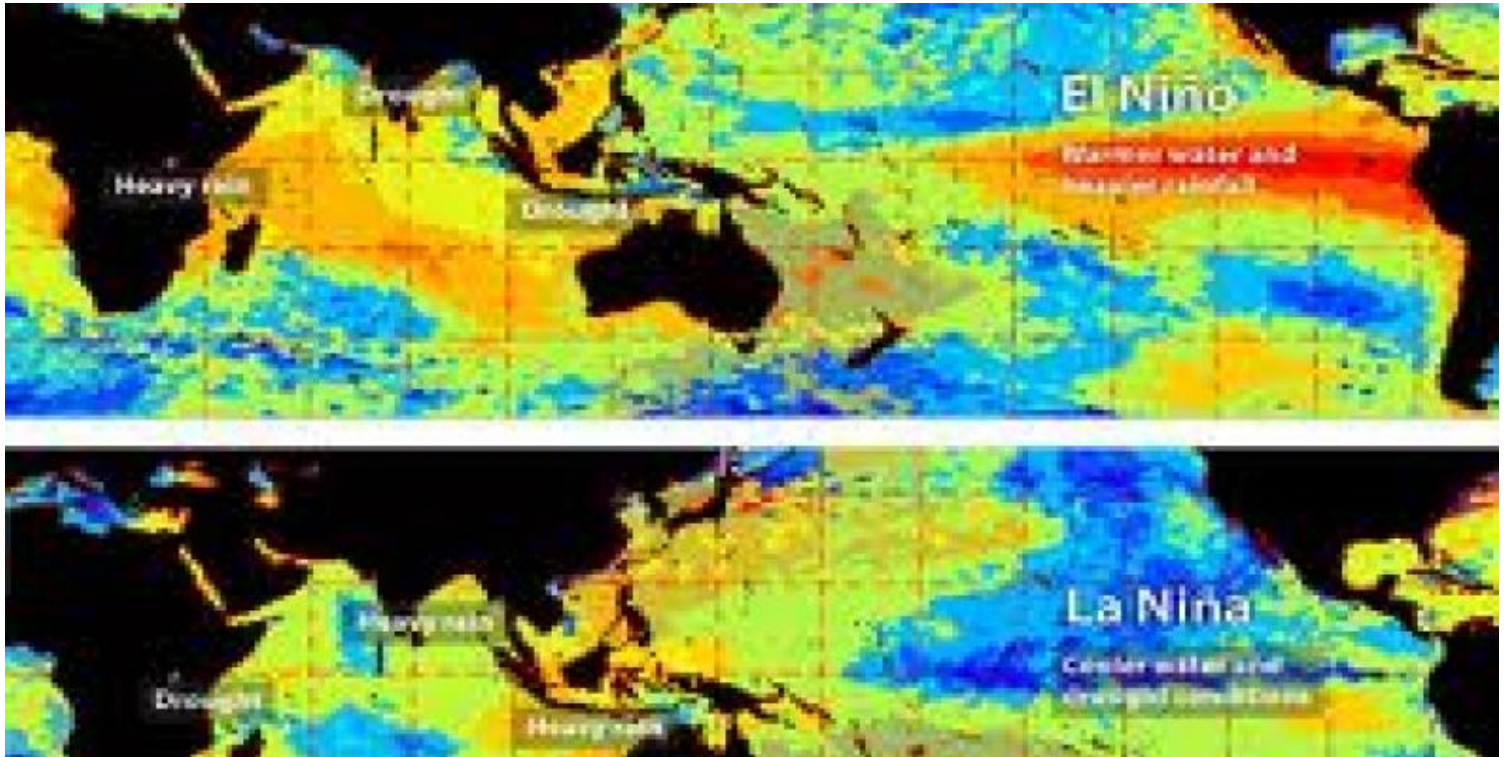 Drought
El Niño
Heavy rain
Warmer water and
heavier rainfall
Drought
La Niña
Heavy rain
Cooler water and
drought conditions
Drought
Heavy rain